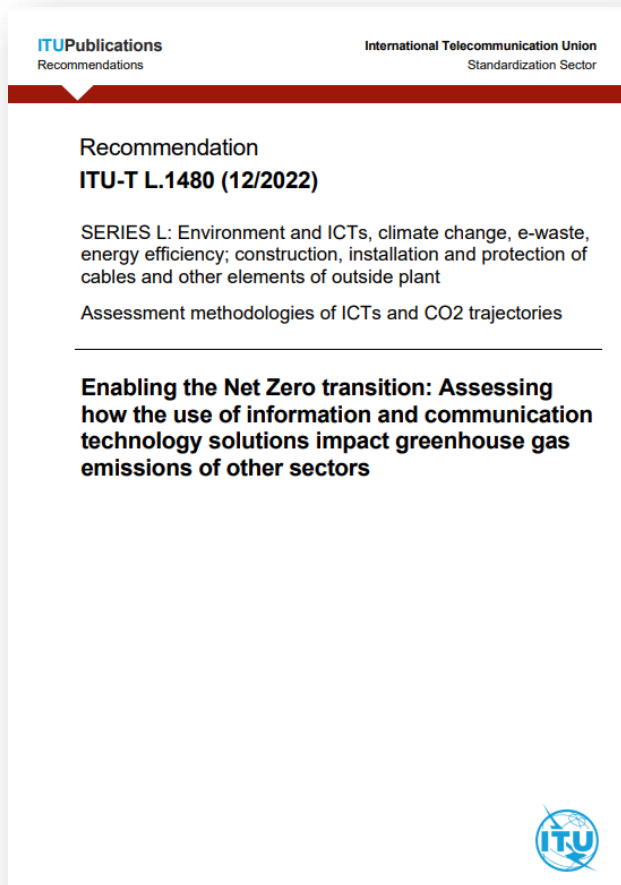 ITUPublications
International Telecommunication Union
Recommendations
Standardization Sector
Recommendation
ITU-T L.1480 (12/2022)
SERIES L: Environment and ICTs, climate change, e-waste,
energy efficiency; construction, installation and protection of
cables and other elements of outside plant
Assessment methodologies of ICTs and CO2 trajectories
Enabling the Net Zero transition: Assessing
how the use of information and communication
technology solutions impact greenhouse gas
emissions of other sectors
ITU